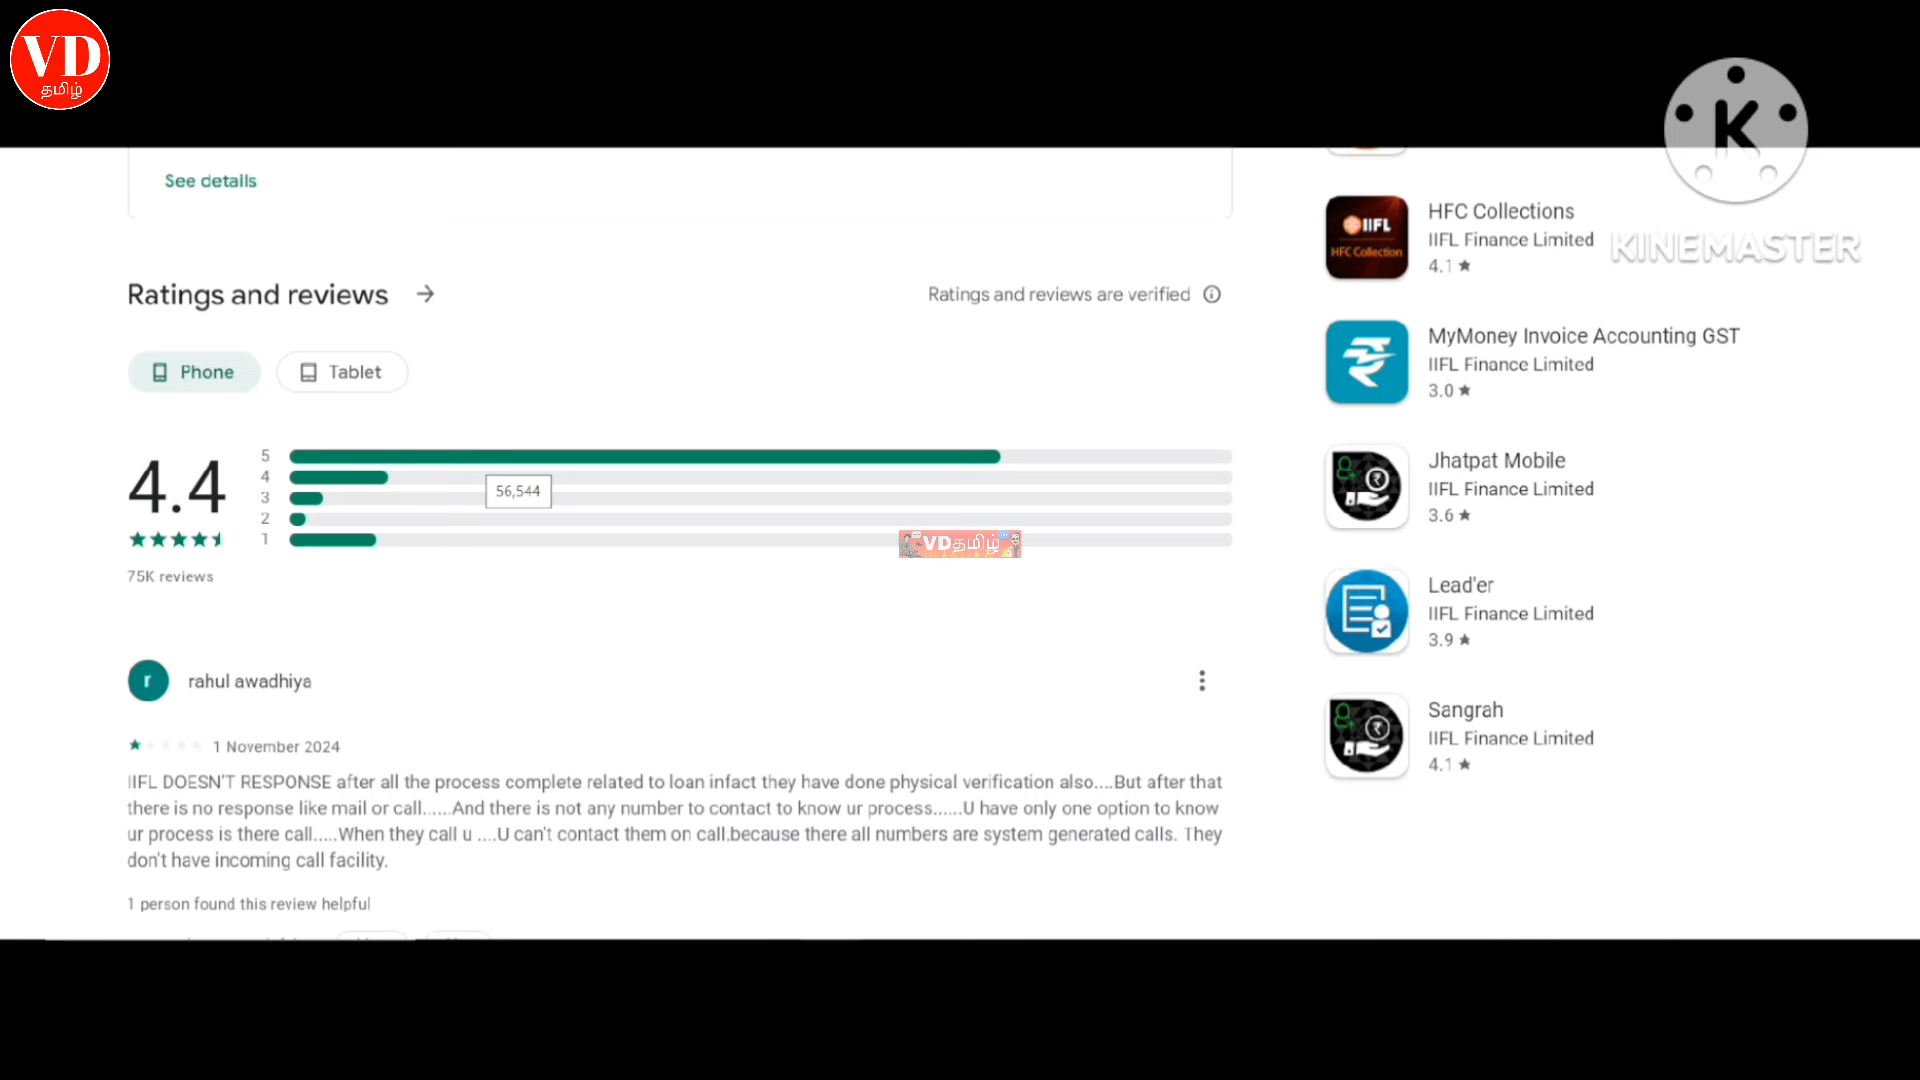 VD
தமிழ்
K
KINEMASTER
See details
Ratings and reviews
Ratings and reviews are verified
Phone
Tablet
4.4
5
4
3
2
1
56,544
75K reviews
VDதமிழ்
r
rahul awadhiya
1 November 2024
IIFL DOESN'T RESPONSE after all the process complete related to loan infact they have done physical verification also....But after that
there is no response like mail or call......And there is not any number to contact to know ur process......U have only one option to know
ur process is there call.....When they call u ....U can't contact them on call.because there all numbers are system generated calls. They
don't have incoming call facility.
1 person found this review helpful
IIFL
HFC Collection
HFC Collections
IIFL Finance Limited
4.1
MyMoney Invoice Accounting GST
IIFL Finance Limited
3.0
Jhatpat Mobile
IIFL Finance Limited
3.6
Lead'er
IIFL Finance Limited
3.9
Sangrah
IIFL Finance Limited
4.1